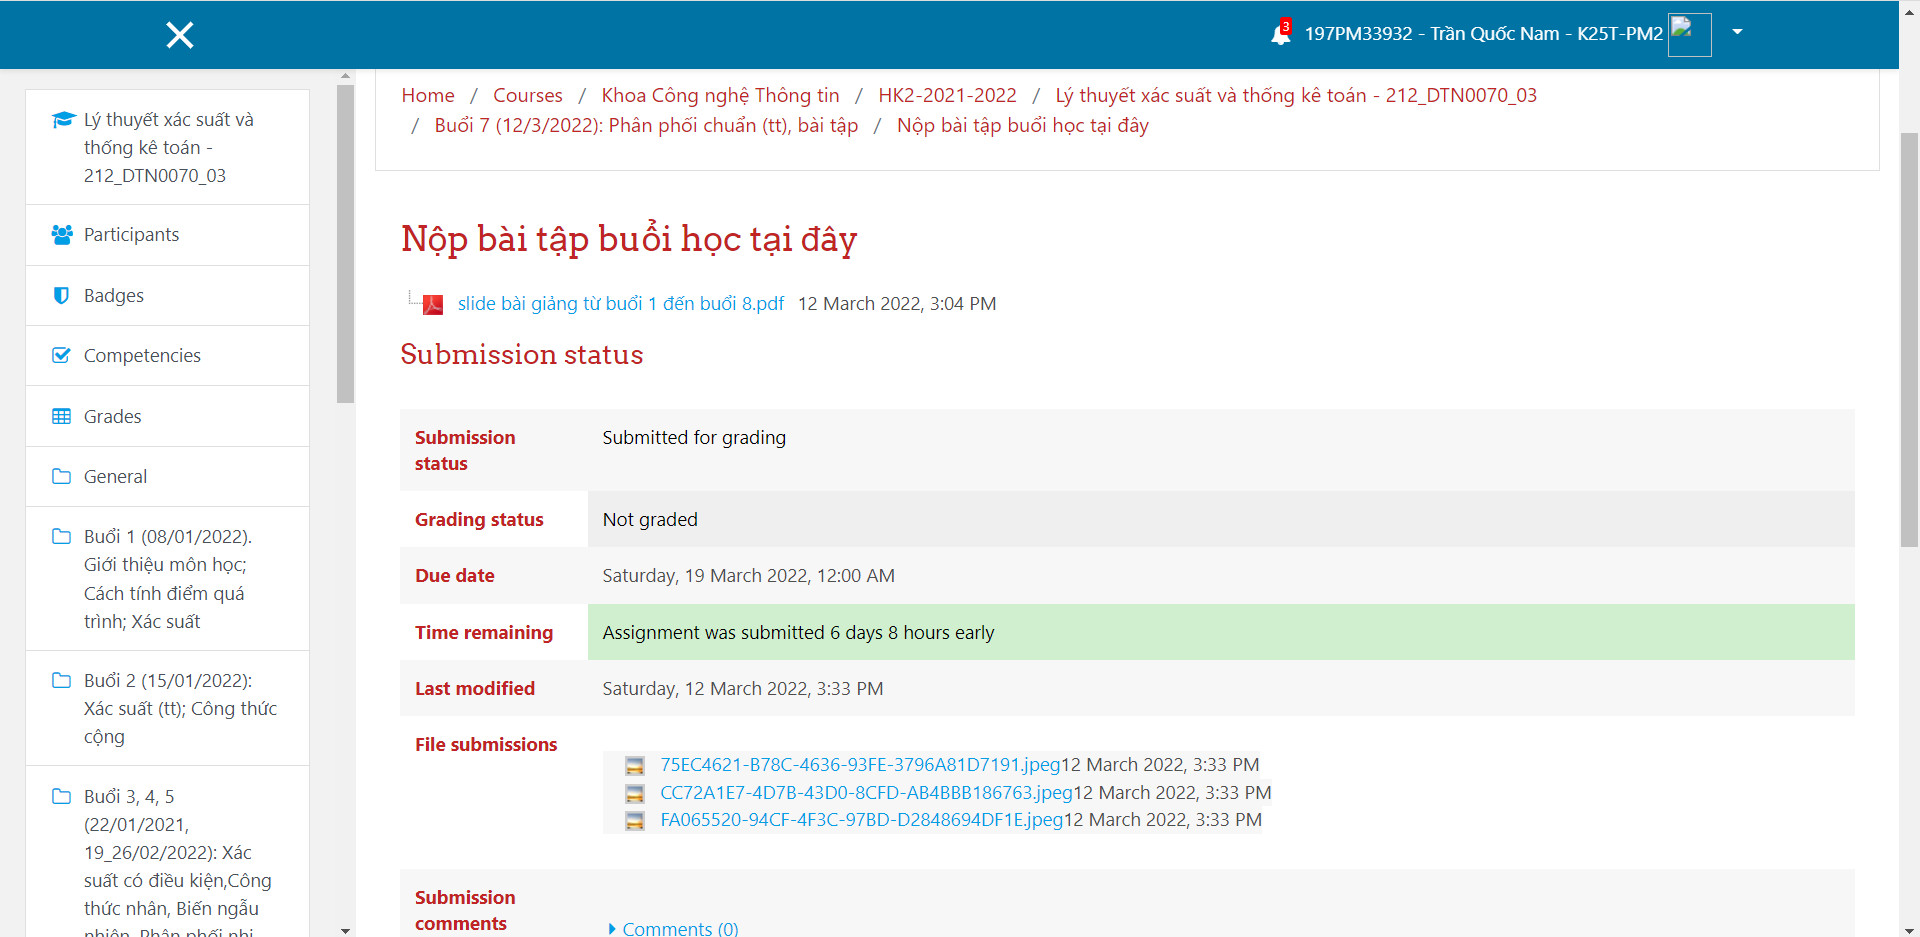 3
197PM33932 - Trần Quốc Nam - K25T-PM2
Lý thuyết xác suất và
thống kê toán -
212_DTN0070_03
Participants
Badges
Competencies
Grades
General
Buổi 1 (08/01/2022).
Giới thiệu môn học;
Cách tính điểm quá
trình; Xác suất
Buổi 2 (15/01/2022):
Xác suất (tt); Công thức
cộng
Buổi 3, 4, 5
(22/01/2021,
19_26/02/2022): Xác
suất có điều kiện,Công
thức nhân, Biến ngẫu
nhiên, Phân phối nhị
Home / Courses / Khoa Công nghệ Thông tin / HK2-2021-2022 / Lý thuyết xác suất và thống kê toán - 212_DTN0070_03
/ Buổi 7 (12/3/2022): Phân phối chuẩn (tt), bài tập / Nộp bài tập buổi học tại đây
Nộp bài tập buổi học tại đây
slide bài giảng từ buổi 1 đến buổi 8.pdf 12 March 2022, 3:04 PM
Submission status
Submission
status
Submitted for grading
Grading status Not graded
Due date Saturday, 19 March 2022, 12:00 AM
Time remaining Assignment was submitted 6 days 8 hours early
Last modified Saturday, 12 March 2022, 3:33 PM
File submissions
75EC4621-B78C-4636-93FE-3796A81D7191.jpeg12 March 2022, 3:33 PM
CC72A1E7-4D7B-43D0-8CFD-AB4BBB186763.jpeg12 March 2022, 3:33 PM
FA065520-94CF-4F3C-97BD-D2848694DF1E.jpeg12 March 2022, 3:33 PM
Submission
comments
Comments (0)